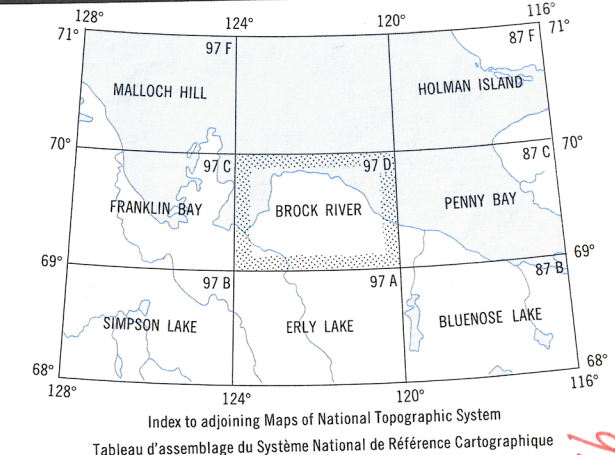 128° 124° 120° 116°
71° 97 F 87 F 71°
MALLOCH HILL HOLMAN ISLAND
70° 97 C 97 D 87 C 70°
FRANKLIN BAY BROCK RIVER PENNY BAY
69° 97 B 97 A 87 B 69°
SIMPSON LAKE ERLY LAKE BLUENOSE LAKE
68° 68°
128° 124° 120° 116°
Index to adjoining Maps of National Topographic System
Tableau d'assemblage du Système National de Référence Cartographique